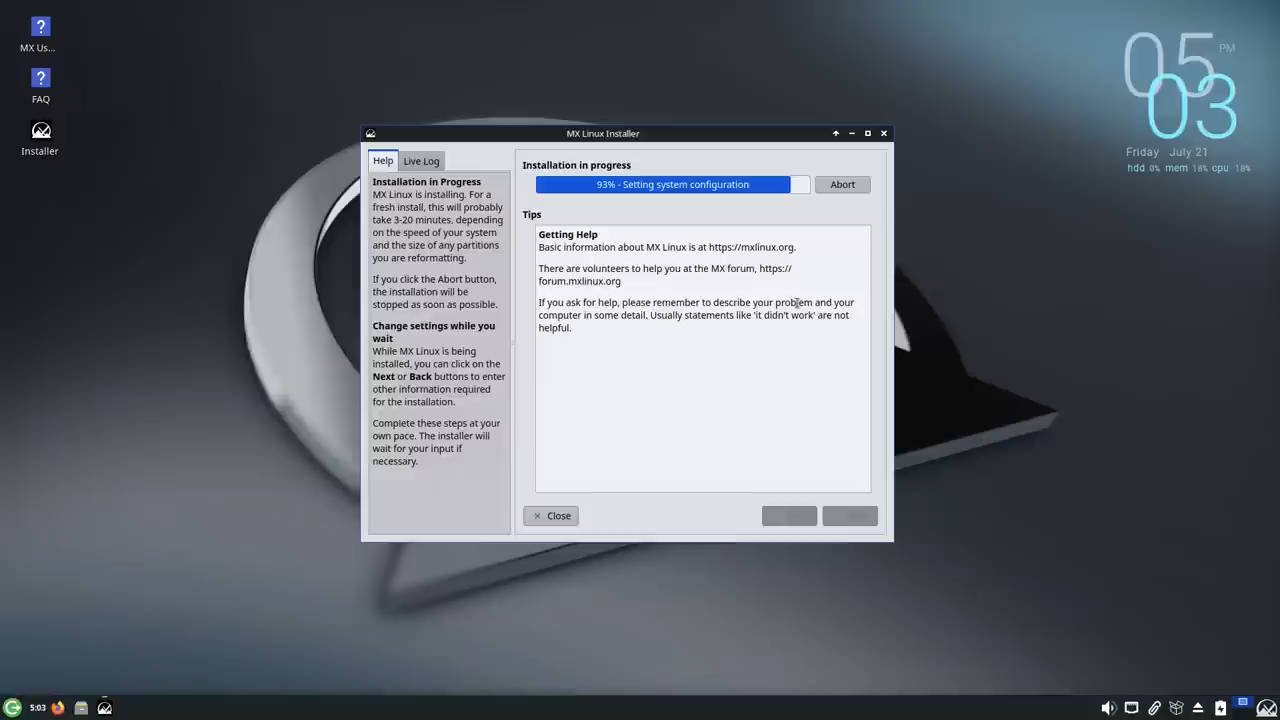 MX Us...
FAQ
Installer
05 PM
03
Friday July 21
hdd 0% mem 16% cpu 10%
MX Linux Installer
Help
Live Log
Installation in Progress
MX Linux is installing. For a
fresh install, this will probably
take 3-20 minutes, depending
on the speed of your system
and the size of any partitions
you are reformatting.
If you click the Abort button,
the installation will be
stopped as soon as possible.
Change settings while you
wait
While MX Linux is being
installed, you can click on the
Next or Back buttons to enter
other information required
for the installation.
Complete these steps at your
own pace. The installer will
wait for your input if
necessary.
Installation in progress
93% - Setting system configuration
Abort
Tips
Getting Help
Basic information about MX Linux is at https://mxlinux.org.
There are volunteers to help you at the MX forum, https://
forum.mxlinux.org
If you ask for help, please remember to describe your problem and your
computer in some detail. Usually statements like 'it didn't work' are not
helpful.
Close
5:03